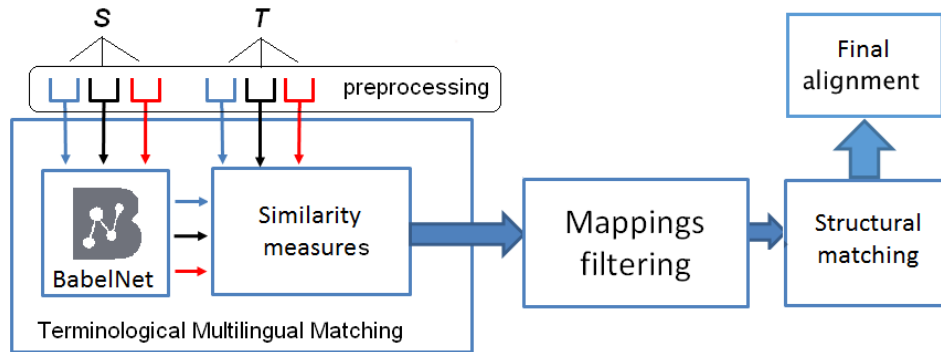 S
T
preprocessing
BabelNet
Similarity
measures
Terminological Multilingual Matching
Mappings
filtering
Structural
matching
Final
alignment